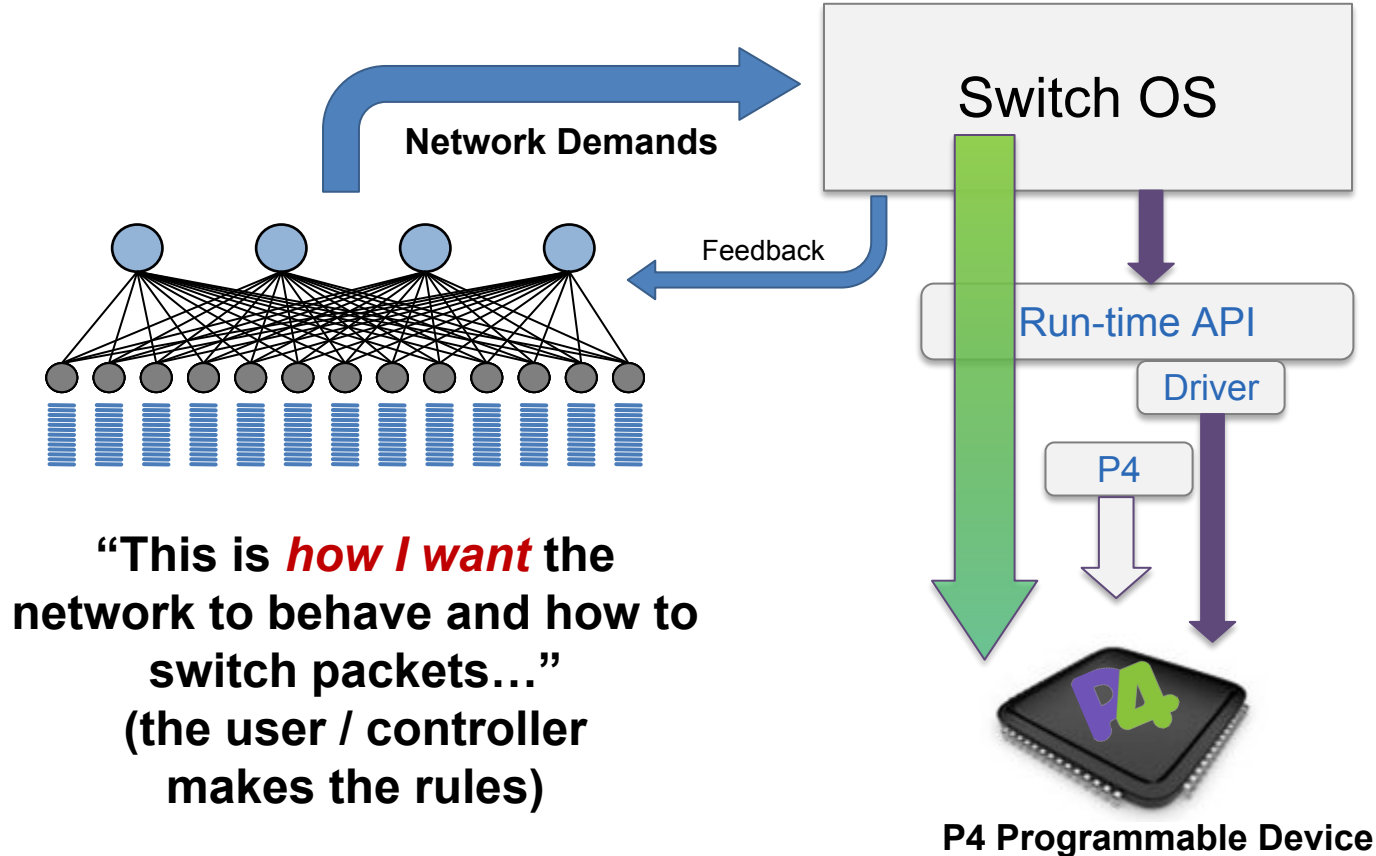 Switch OS
Network Demands
Feedback
Run-time API
Driver
P4
“This is how I want the
network to behave and how to
switch packets…”
(the user / controller
makes the rules)
P4
P4 Programmable Device